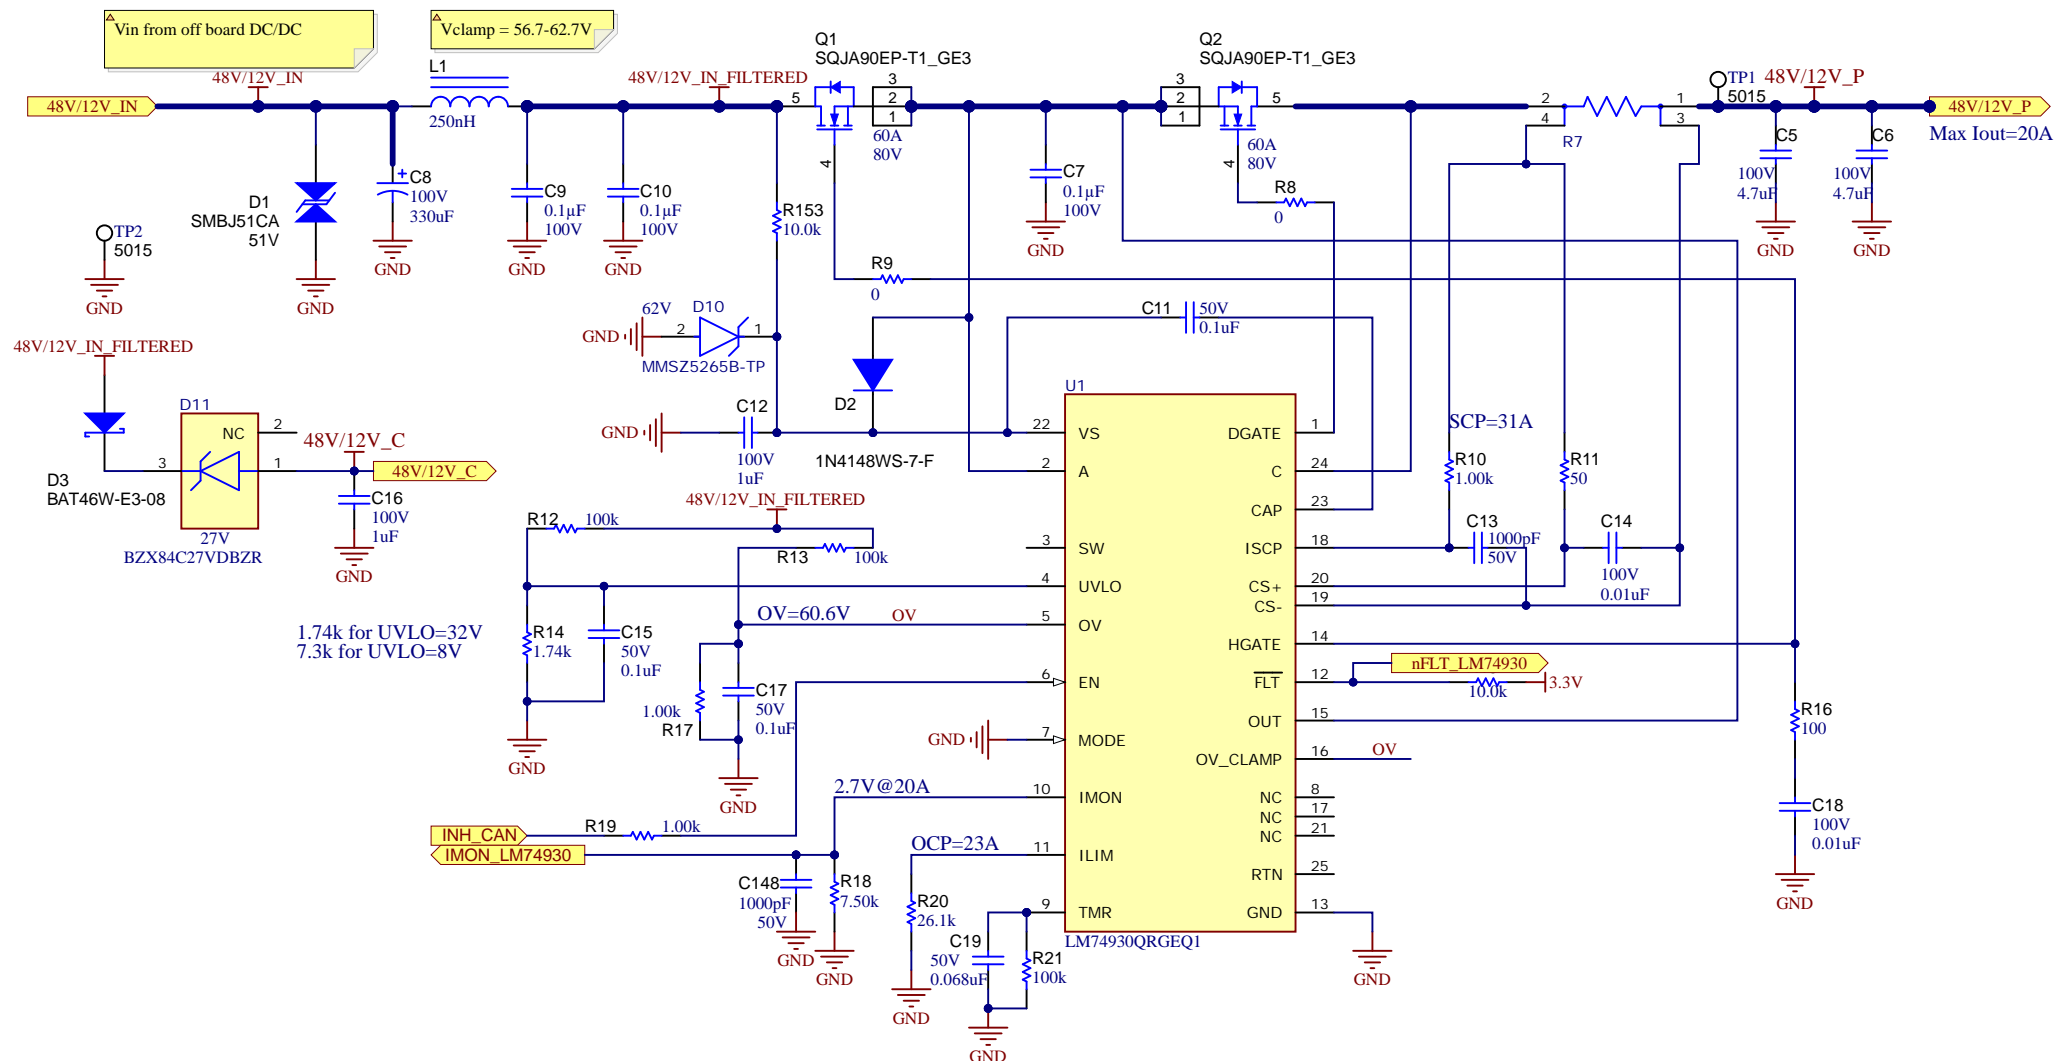 Vin from off board DC/DC
Vclamp = 56.7-62.7V
48V/12V_IN
48V/12V_IN
L1
250nH
48V/12V_IN_FILTERED
Q1
SQJA90EP-T1_GE3
5
3
2
1
4
60A
80V
Q2
SQJA90EP-T1_GE3
3
2
1
5
4
60A
80V
2
4
1
3
R7
TP1
5015
48V/12V_P
48V/12V_P
Max Iout=20A
C5
100V
4.7uF
GND
C6
100V
4.7uF
GND
D1
SMBJ51CA
51V
GND
C8
+
100V
330uF
GND
C9
0.1µF
100V
GND
C10
0.1µF
100V
GND
R153
10.0k
C7
0.1µF
100V
GND
R8
0
R9
0
TP2
5015
GND
48V/12V_IN_FILTERED
D3
BAT46W-E3-08
D11
NC
2
3
1
27V
BZX84C27VDBZR
48V/12V_C
48V/12V_C
C16
100V
1uF
GND
62V
D10
GND
2
1
MMSZ5265B-TP
C12
GND
100V
1uF
D2
1N4148WS-7-F
C11
50V
0.1uF
48V/12V_IN_FILTERED
R12
100k
R13
100k
1.74k for UVLO=32V
7.3k for UVLO=8V
R14
1.74k
C15
50V
0.1uF
GND
OV=60.6V
OV
1.00k
R17
C17
50V
0.1uF
GND
GND
INH_CAN
R19
1.00k
IMON_LM74930
2.7V@20A
C148
1000pF
50V
GND
R18
7.50k
GND
OCP=23A
R20
26.1k
GND
C19
50V
0.068uF
R21
100k
GND
U1
22
VS
2
A
3
SW
4
UVLO
5
OV
6
EN
7
MODE
10
IMON
11
ILIM
9
TMR
DGATE
1
C
24
CAP
23
ISCP
18
CS+
20
CS-
19
HGATE
14
FLT
12
OUT
15
OV_CLAMP
16
NC
8
NC
17
NC
21
RTN
25
GND
13
LM74930QRGEQ1
SCP=31A
R10
1.00k
R11
50
C13
1000pF
50V
C14
100V
0.01uF
nFLT_LM74930
10.0k
3.3V
OV
GND
R16
100
C18
100V
0.01uF
GND